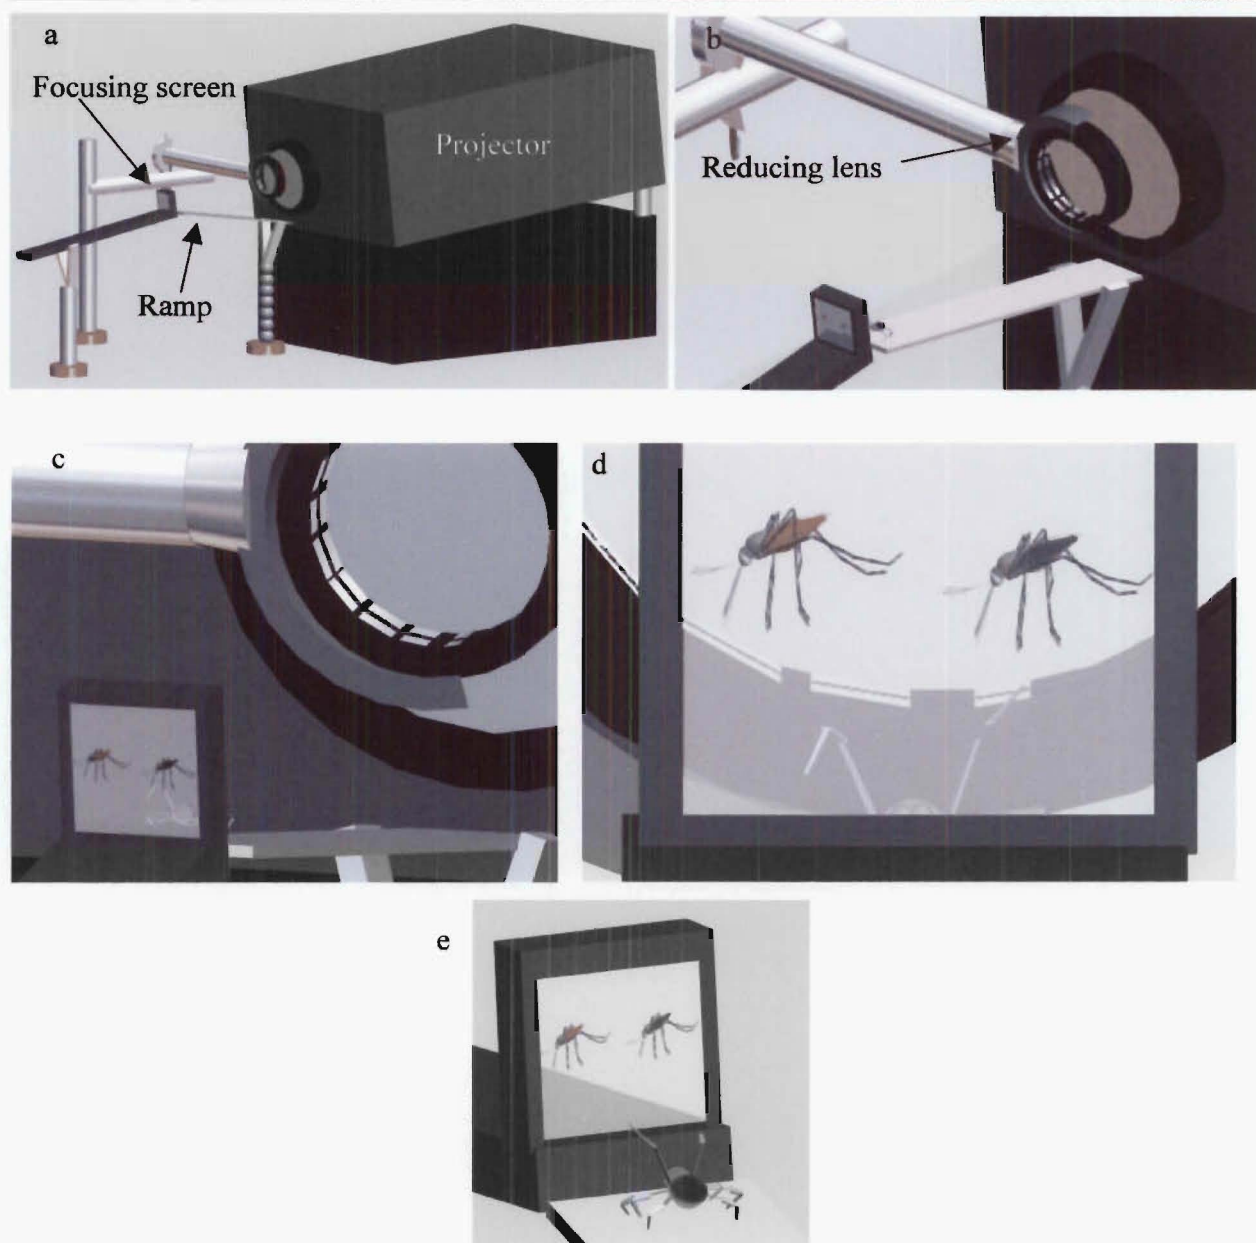 a
Focusing screen
Projector
Ramp
b
Reducing lens
c
d
e